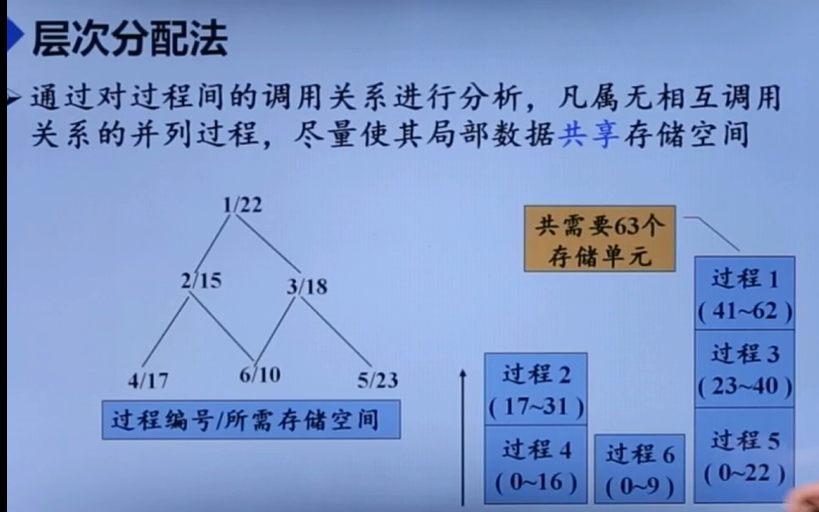 层次分配法
通过对过程间的调用关系进行分析，凡属无相互调用
关系的并列过程，尽量使其局部数据共享存储空间
1/22
2/15
3/18
4/17
6/10
5/23
过程编号/所需存储空间
共需要63个
存储单元
过程 1
( 41~62 )
过程 3
( 23~40 )
过程 5
( 0~22 )
过程 2
( 17~31 )
过程 4
( 0~16 )
过程 6
( 0~9 )